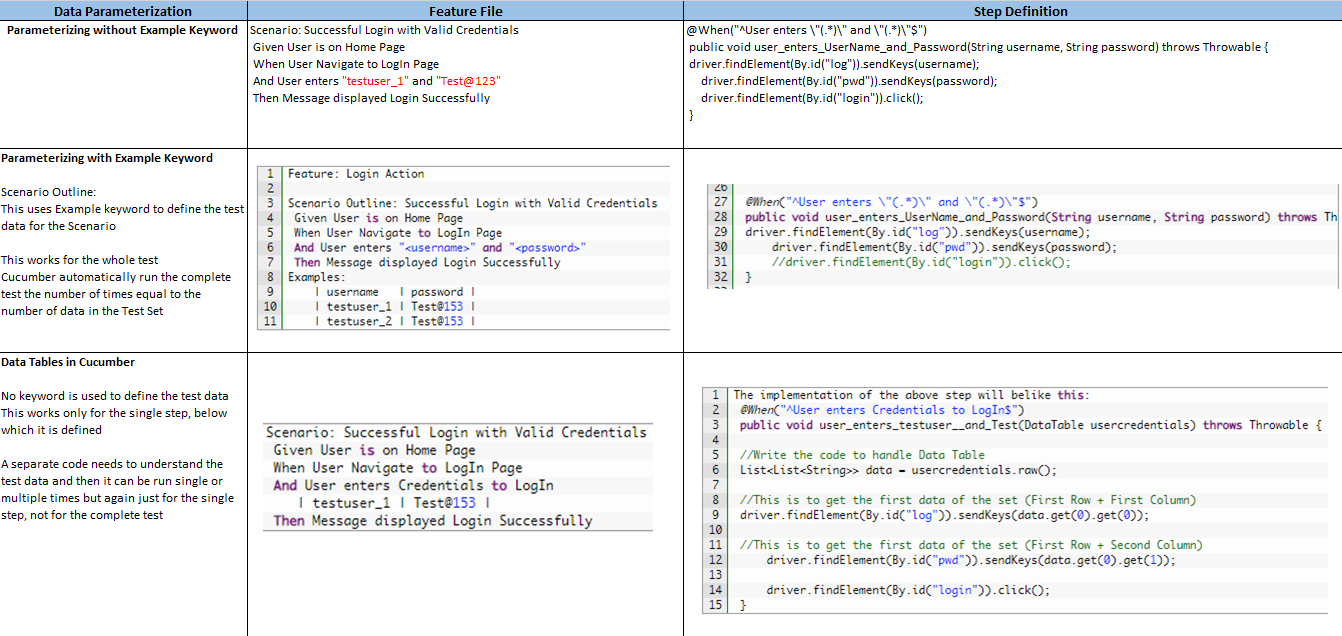 Data Parameterization
Feature File
Step Definition
Parameterizing without Example Keyword
Scenario: Successful Login with Valid Credentials
Given User is on Home Page
When User Navigate to LogIn Page
And User enters "testuser_1" and "Test@123"
Then Message displayed Login Successfully
@When("^User enters \"(.*)\" and \"(.*)\"$")
public void user_enters_UserName_and_Password(String username, String password) throws Throwable {
driver.findElement(By.id("log")).sendKeys(username);
driver.findElement(By.id("pwd")).sendKeys(password);
driver.findElement(By.id("login")).click();
}
Parameterizing with Example Keyword
Scenario Outline:
This uses Example keyword to define the test
data for the Scenario
This works for the whole test
Cucumber automatically run the complete
test the number of times equal to the
number of data in the Test Set
1 Feature: Login Action
2
3 Scenario Outline: Successful Login with Valid Credentials
4 Given User is on Home Page
5 When User Navigate to LogIn Page
6 And User enters "<username>" and "<password>"
7 Then Message displayed Login Successfully
8 Examples:
9 | username | password |
10 | testuser_1 | Test@153 |
11 | testuser_2 | Test@153 |
26
27 @When("^User enters \"(.*)\" and \"(.*)\"$")
28 public void user_enters_UserName_and_Password(String username, String password) throws Th
29 driver.findElement(By.id("log")).sendKeys(username);
30 driver.findElement(By.id("pwd")).sendKeys(password);
31 //driver.findElement(By.id("login")).click();
32 }
Data Tables in Cucumber
No keyword is used to define the test data
This works only for the single step, below
which it is defined
A separate code needs to understand the
test data and then it can be run single or
multiple times but again just for the single
step, not for the complete test
Scenario: Successful Login with Valid Credentials
Given User is on Home Page
When User Navigate to LogIn Page
And User enters Credentials to LogIn
| testuser_1 | Test@153 |
Then Message displayed Login Successfully
1 The implementation of the above step will belike this:
2 @When("^User enters Credentials to LogIn$")
3 public void user_enters_testuser__and_Test(DataTable usercredentials) throws Throwable {
4
5 //Write the code to handle Data Table
6 List<List<String>> data = usercredentials.raw();
7
8 //This is to get the first data of the set (First Row + First Column)
9 driver.findElement(By.id("log")).sendKeys(data.get(0).get(0));
10
11 //This is to get the first data of the set (First Row + Second Column)
12 driver.findElement(By.id("pwd")).sendKeys(data.get(0).get(1));
13
14 driver.findElement(By.id("login")).click();
15 }